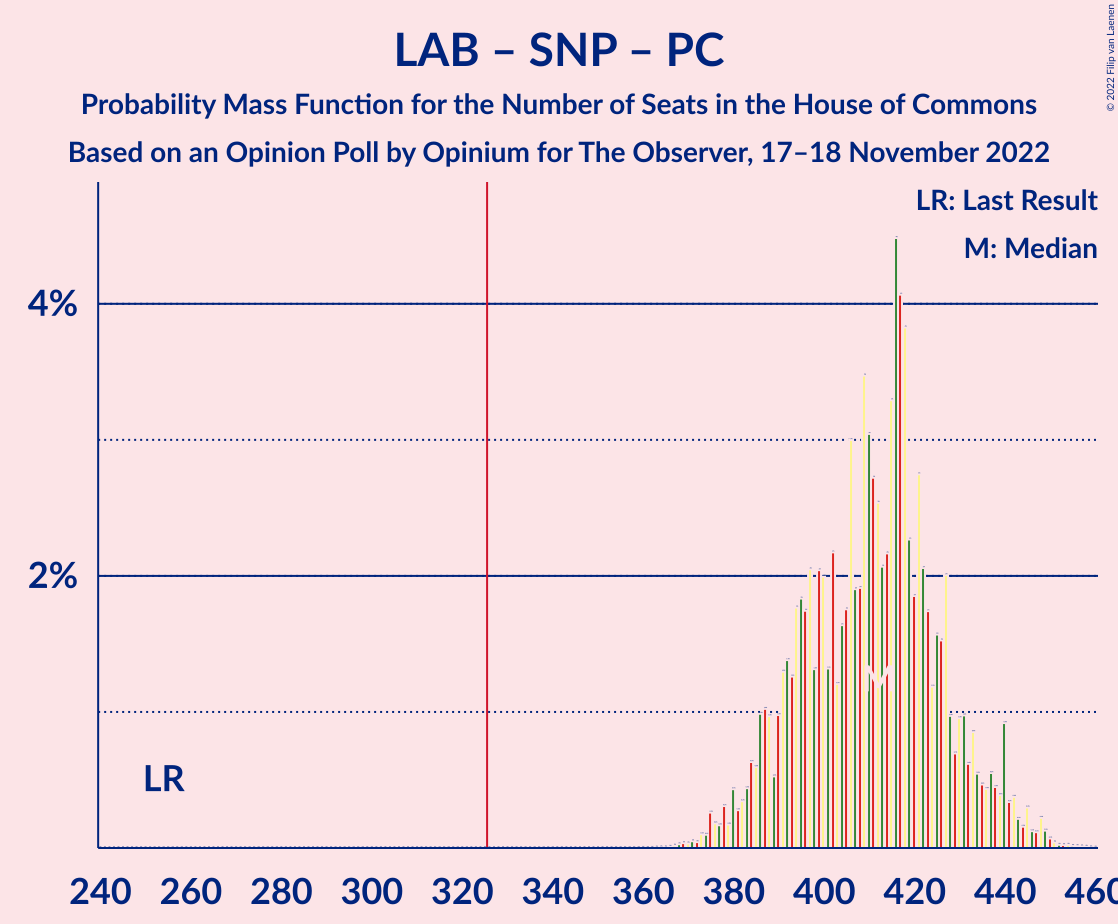 LAB – SNP – PC
Probability Mass Function for the Number of Seats in the House of Commons
Based on an Opinion Poll by Opinium for The Observer, 17–18 November 2022
© 2022 Filip van Laenen
LR: Last Result
M: Median
4%
2%
LR
M
240 260 280 300 320 340 360 380 400 420 440 460